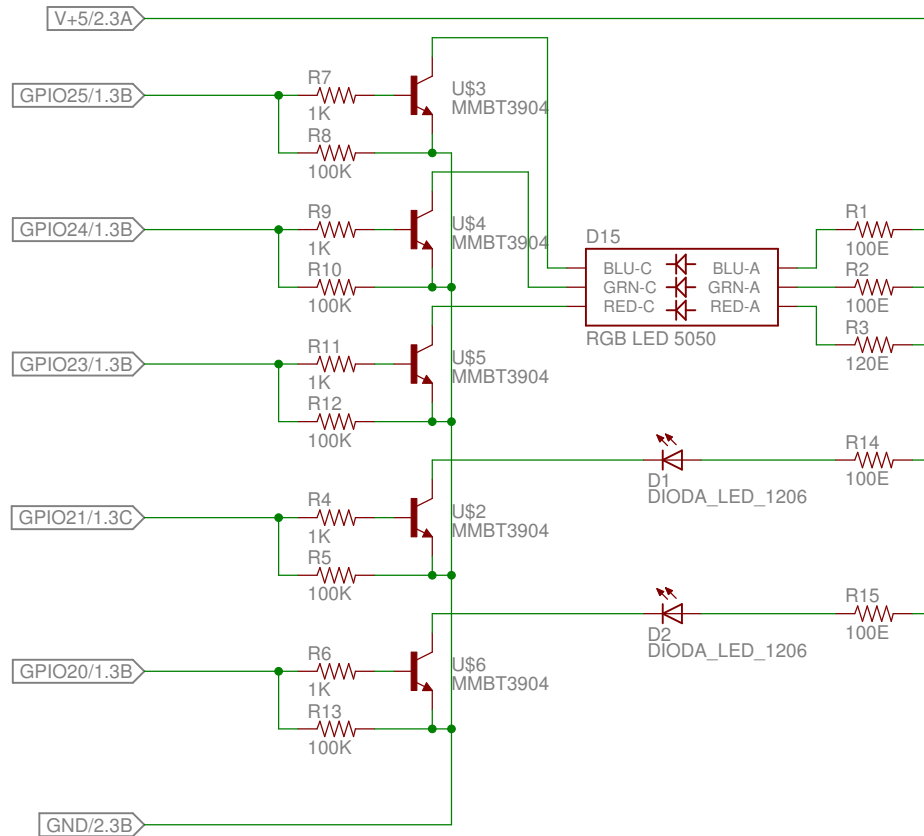 V+5/2.3A
GPIO25/1.3B
R7
1K
R8
100K
U$3
MMBT3904
GPIO24/1.3B
R9
1K
R10
100K
U$4
MMBT3904
D15
BLU-C
BLU-A
GRN-C
GRN-A
RED-C
RED-A
RGB LED 5050
R1
100E
R2
100E
R3
120E
GPIO23/1.3B
R11
1K
R12
100K
U$5
MMBT3904
GPIO21/1.3C
R4
1K
R5
100K
U$2
MMBT3904
D1
DIODA_LED_1206
R14
100E
GPIO20/1.3B
R6
1K
R13
100K
U$6
MMBT3904
D2
DIODA_LED_1206
R15
100E
GND/2.3B